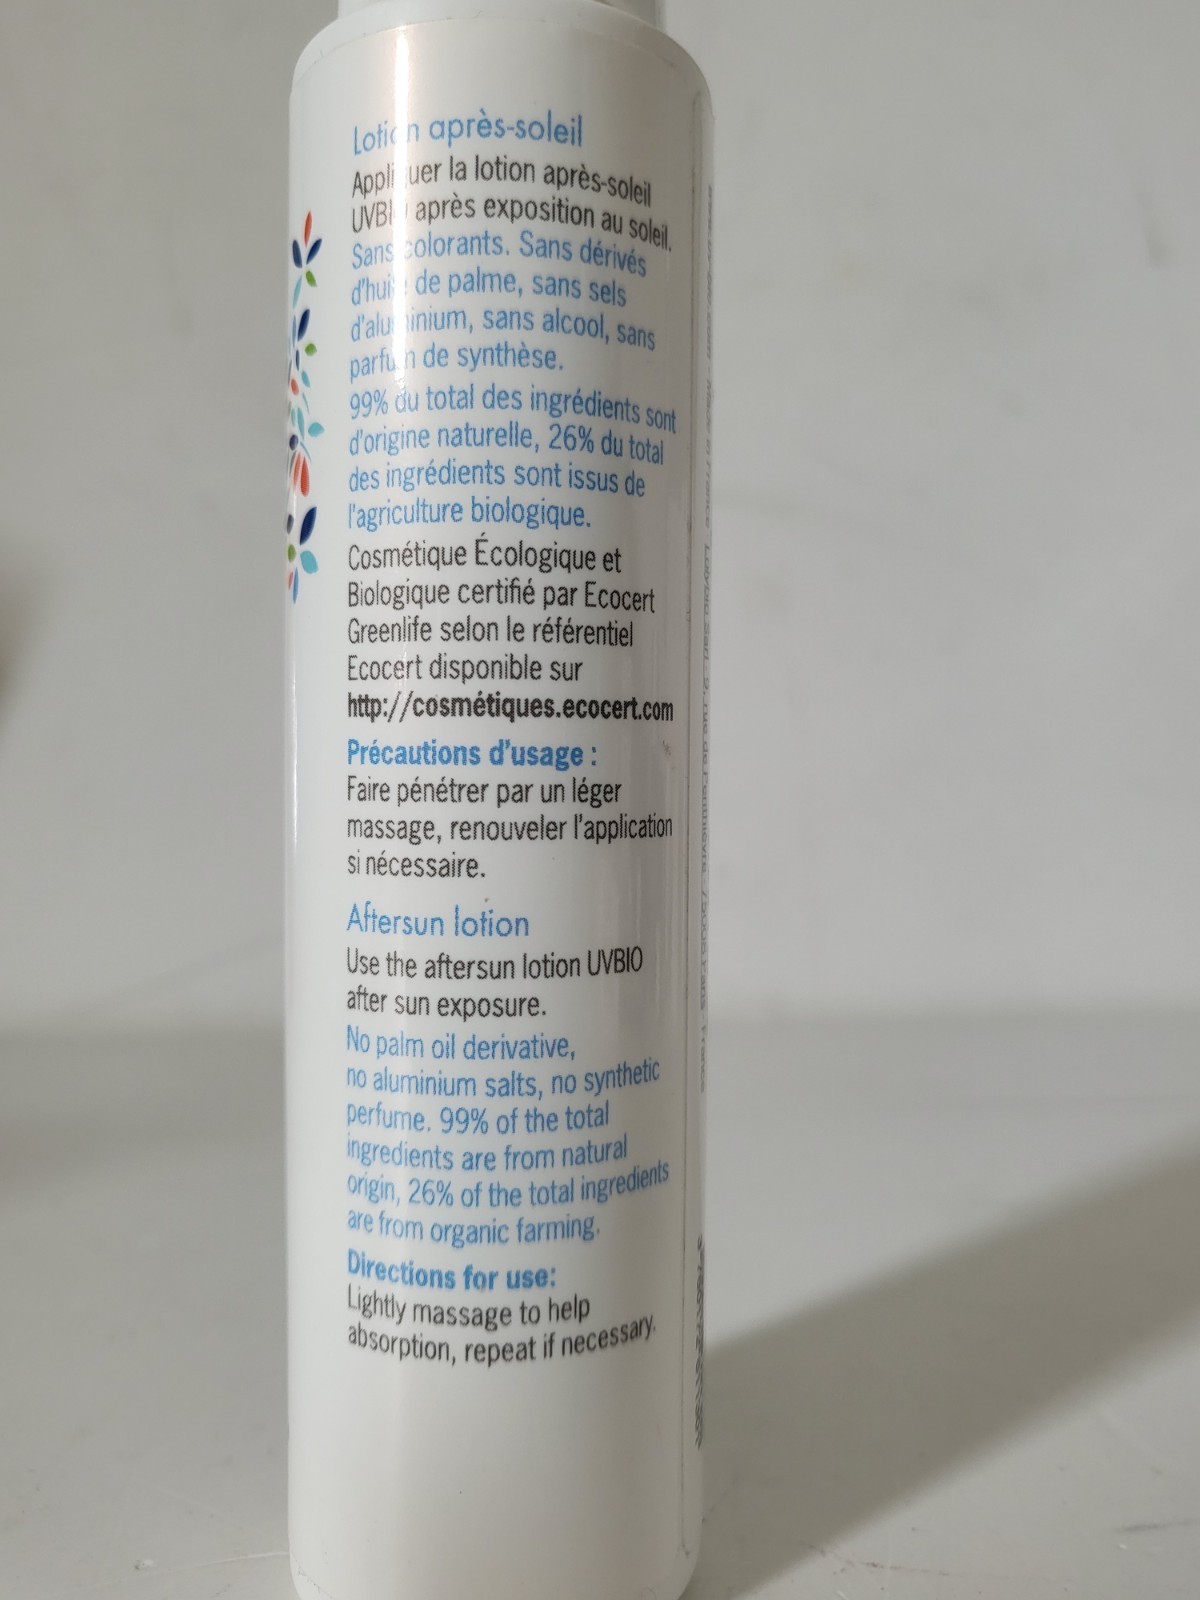 Lotion après-soleil
Appliquer la lotion après-soleil
UVBIO après exposition au soleil.
Sans colorants. Sans dérivés
d'huile de palme, sans sels
d'aluminium, sans alcool, sans
parfum de synthèse.
99% du total des ingrédients sont
d'origine naturelle, 26% du total
des ingrédients sont issus de
l'agriculture biologique.
Cosmétique Écologique et
Biologique certifié par Ecocert
Greenlife selon le référentiel
Ecocert disponible sur
http://cosmétiques.ecocert.com
Précautions d'usage :
Faire pénétrer par un léger
massage, renouveler l'application
si nécessaire.
Aftersun lotion
Use the aftersun lotion UVBIO
after sun exposure.
No palm oil derivative,
no aluminium salts, no synthetic
perfume. 99% of the total
ingredients are from natural
origin, 26% of the total ingredients
are from organic farming.
Directions for use:
Lightly massage to help
absorption, repeat if necessary.
Made in France